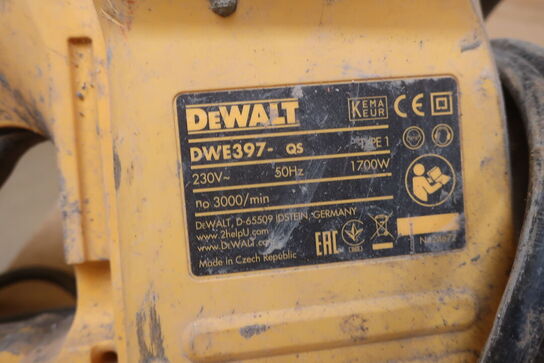 DEWALT
KEMA
KEUR
CE
DWE397- QS
TYPE 1
230V~ 50Hz 1700W
no 3000/min
DEWALT, D-65509 IDSTEIN, GERMANY
www.2helpU.com
www.DEWALT.com
EAC
Made in Czech Republic